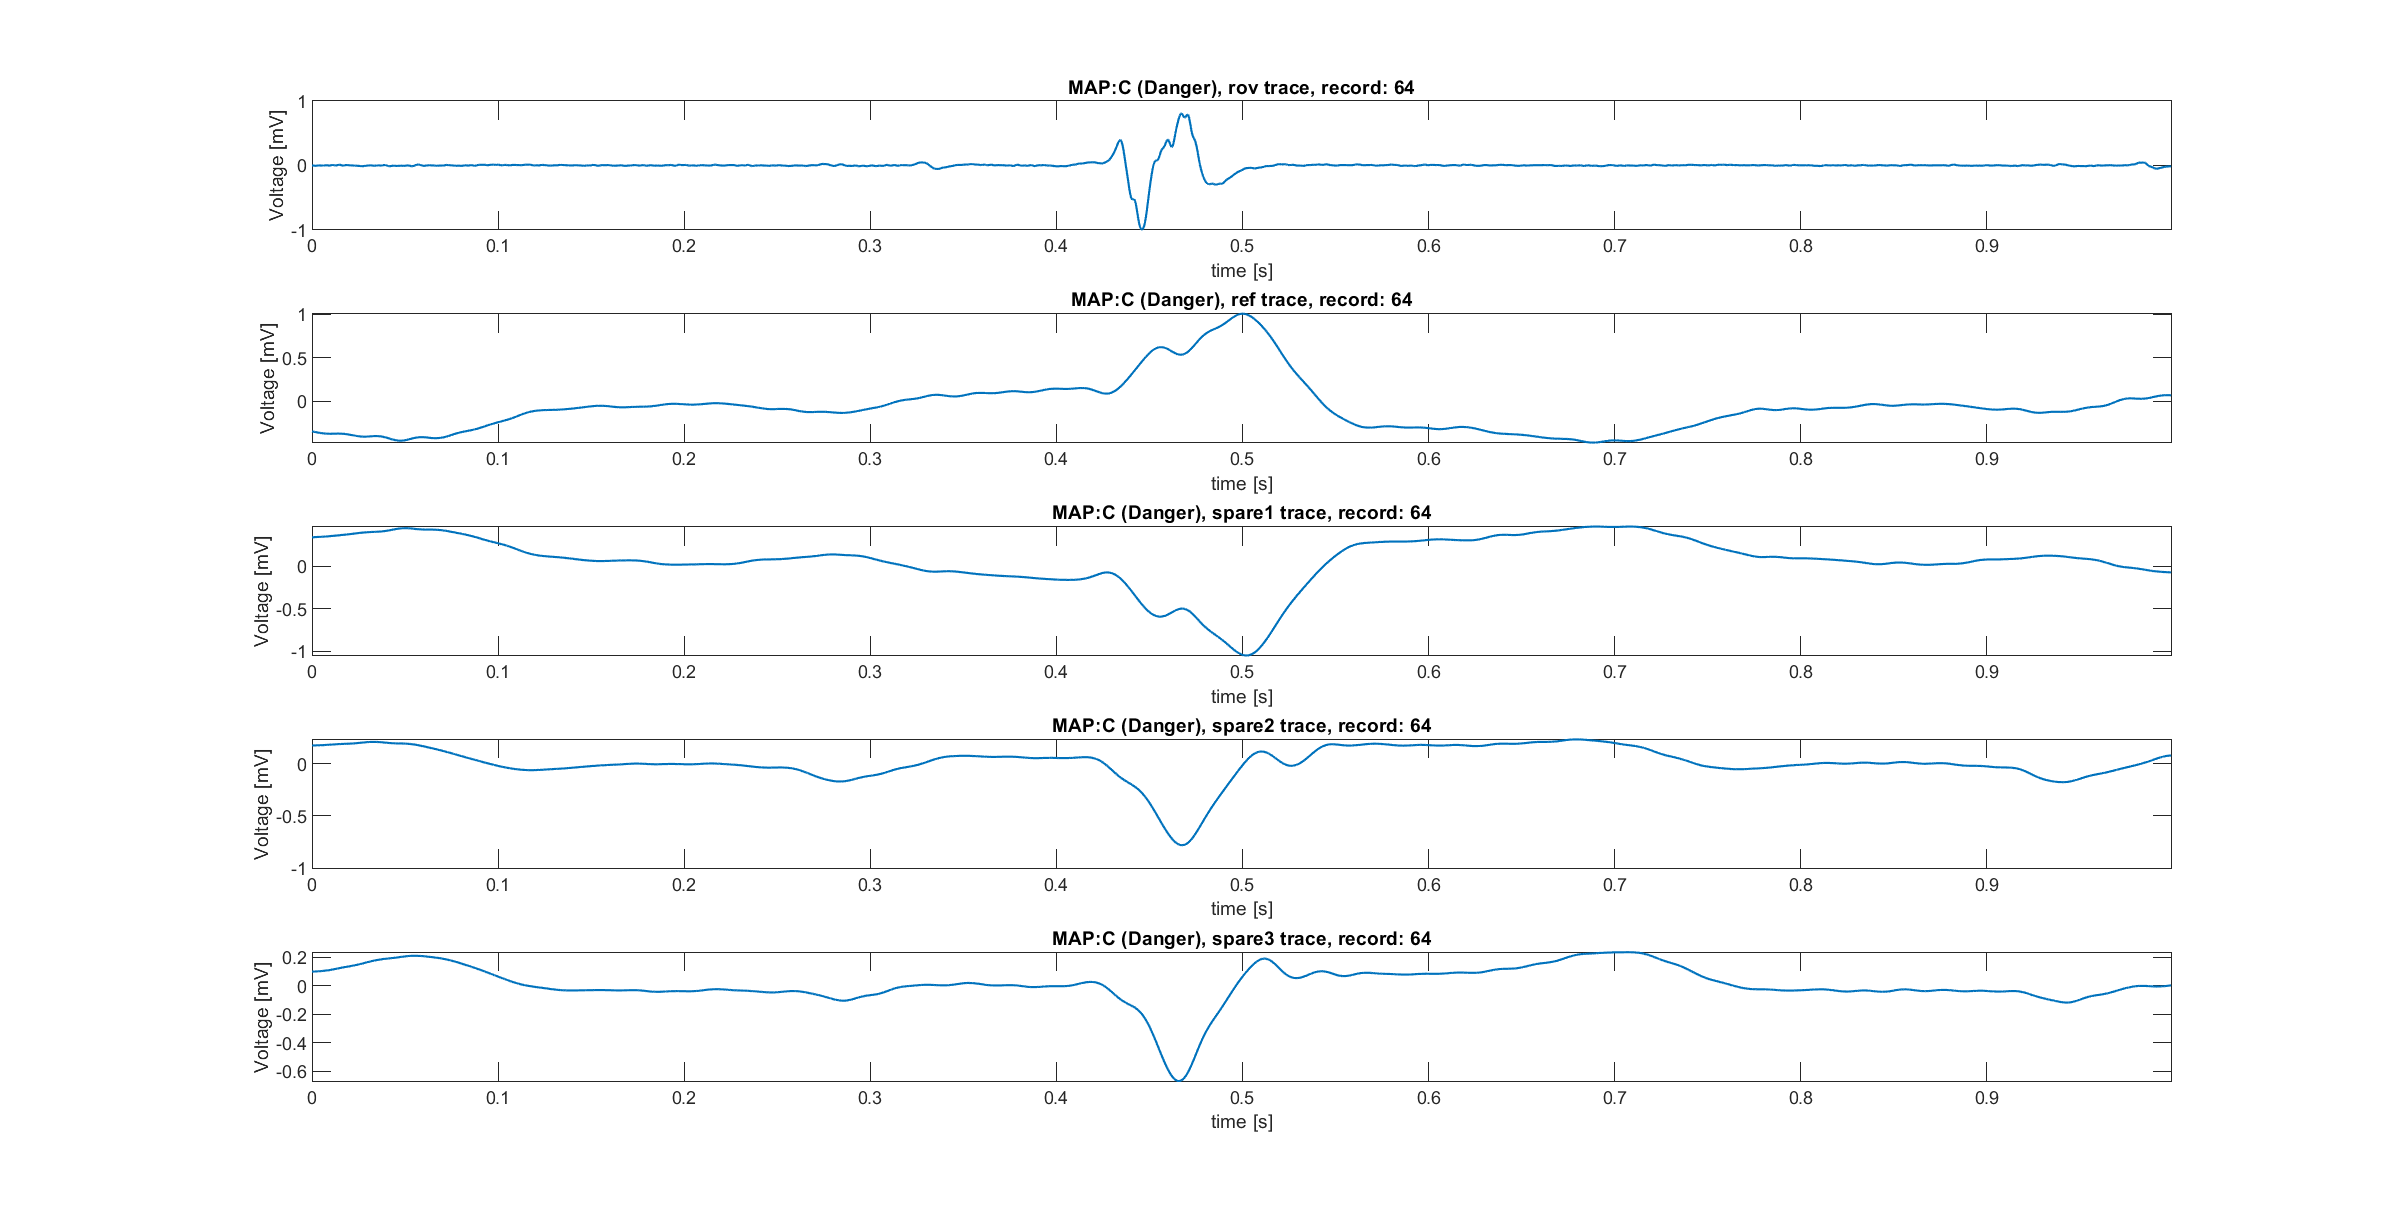 MAP:C (Danger), rov trace, record: 64
Voltage [mV]
1
0
-1
0 0.1 0.2 0.3 0.4 0.5 0.6 0.7 0.8 0.9
time [s]
MAP:C (Danger), ref trace, record: 64
Voltage [mV]
1
0.5
0
0 0.1 0.2 0.3 0.4 0.5 0.6 0.7 0.8 0.9
time [s]
MAP:C (Danger), spare1 trace, record: 64
Voltage [mV]
0
-0.5
-1
0 0.1 0.2 0.3 0.4 0.5 0.6 0.7 0.8 0.9
time [s]
MAP:C (Danger), spare2 trace, record: 64
Voltage [mV]
0
-0.5
-1
0 0.1 0.2 0.3 0.4 0.5 0.6 0.7 0.8 0.9
time [s]
MAP:C (Danger), spare3 trace, record: 64
Voltage [mV]
0.2
0
-0.2
-0.4
-0.6
0 0.1 0.2 0.3 0.4 0.5 0.6 0.7 0.8 0.9
time [s]